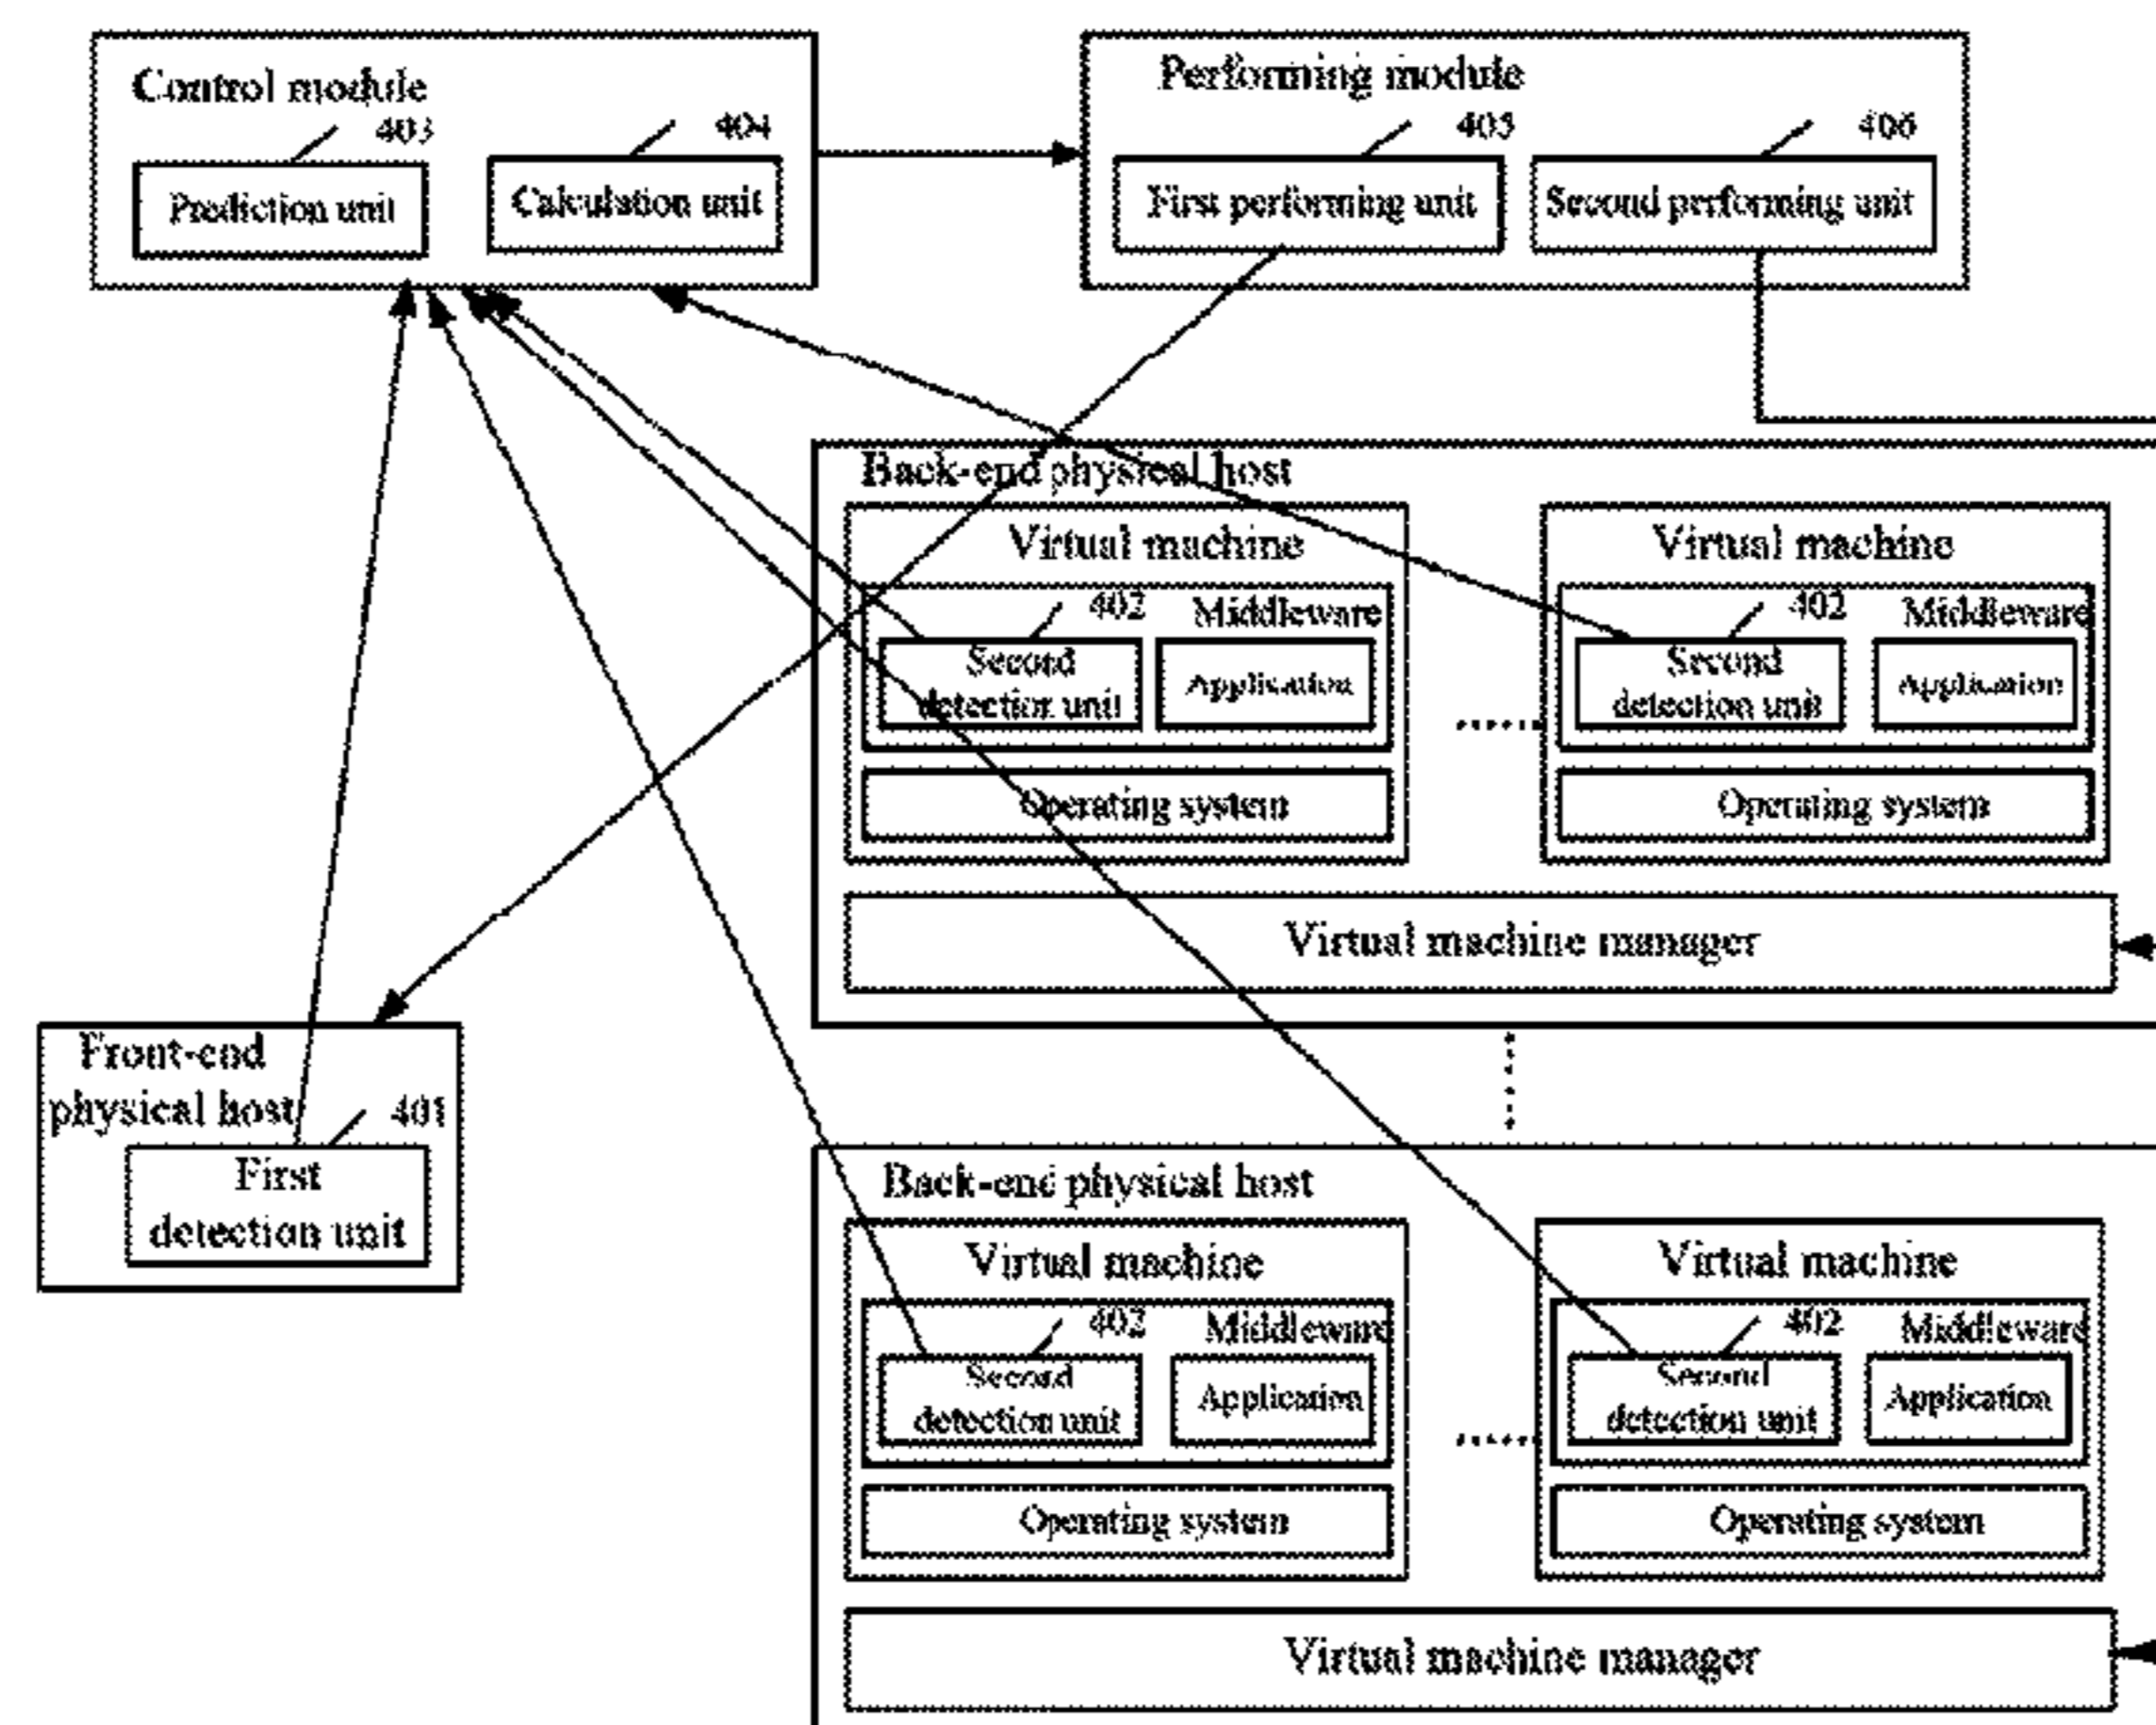 Control module
403
404
Prediction unit
Calculation unit
Performing module
405
406
First performing unit
Second performing unit
Back-end physical host
Virtual machine
402
Middleware
Second
detection unit
Application
Operating system
Virtual machine
402
Middleware
Second
detection unit
Application
Operating system
Virtual machine manager
Front-end
physical host
401
First
detection unit
Back-end physical host
Virtual machine
402
Middleware
Second
detection unit
Application
Operating system
Virtual machine
402
Middleware
Second
detection unit
Application
Operating system
Virtual machine manager